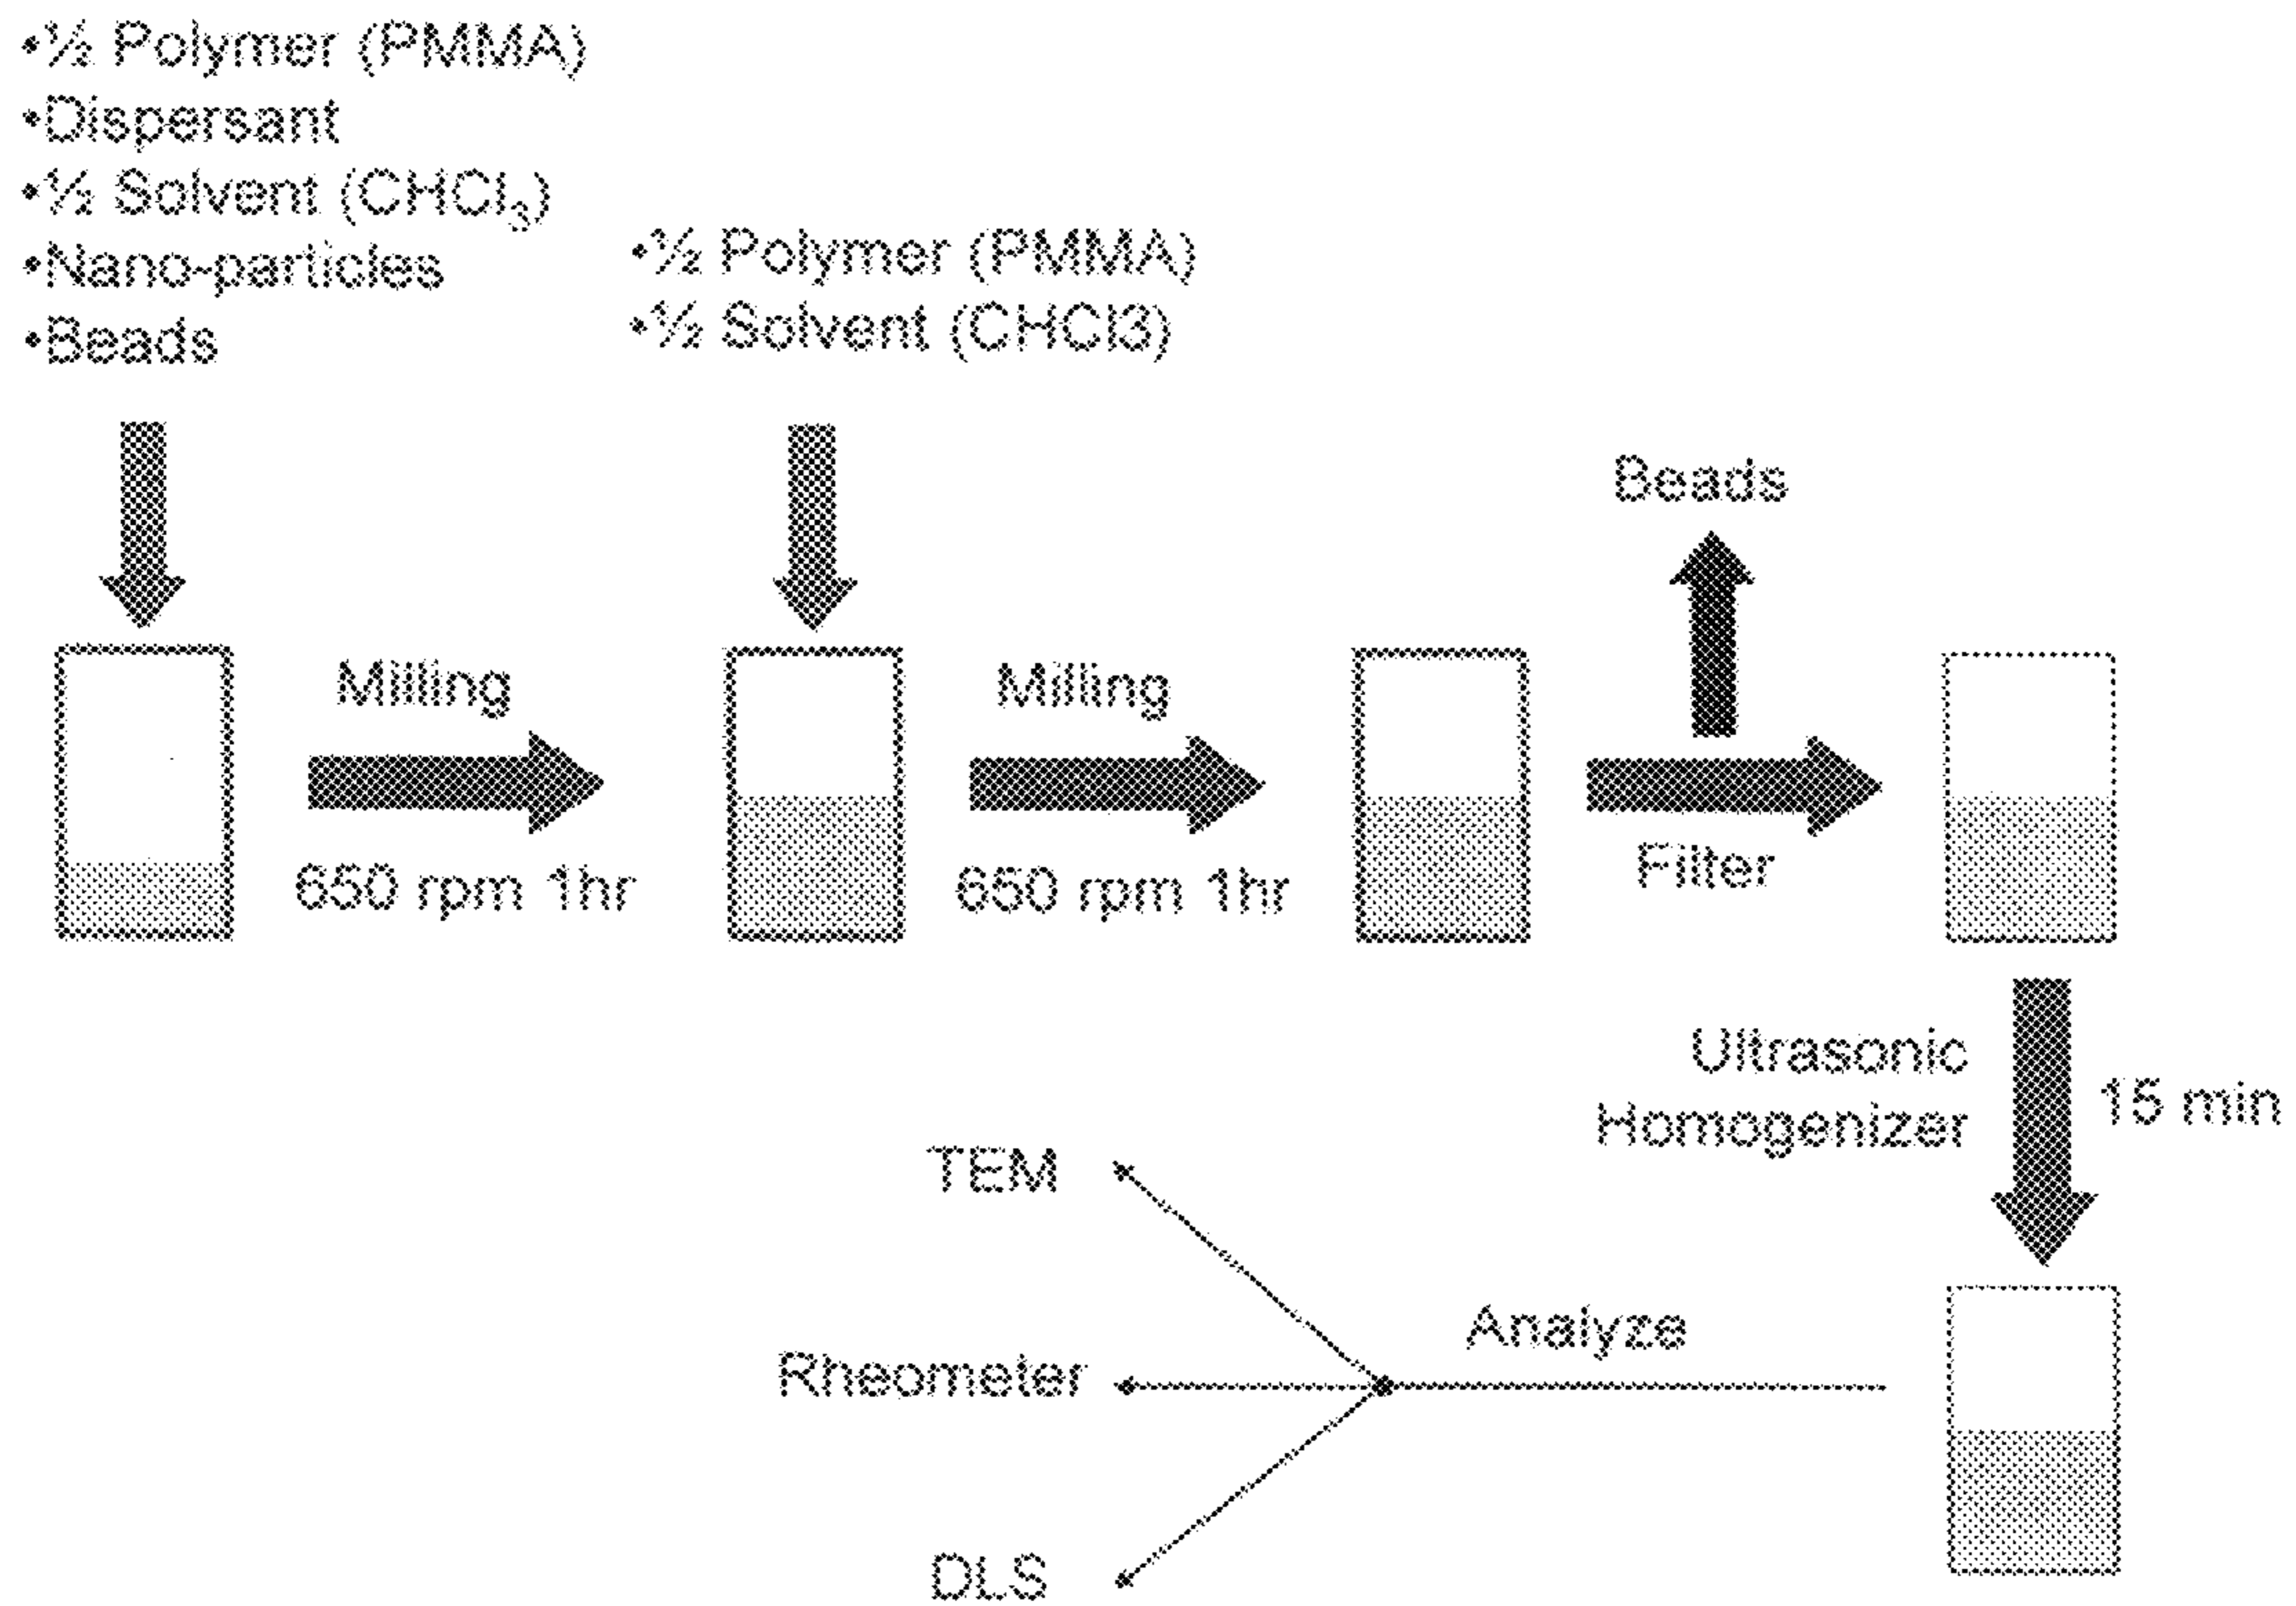 •½ Polymer (PMMA)
•Dispersant
•½ Solvent (CHCl₃)
•Nano-particles
•Beads
•½ Polymer (PMMA)
•½ Solvent (CHCl3)
Beads
Milling
650 rpm 1hr
Milling
650 rpm 1hr
Filter
Ultrasonic
Homogenizer
15 min
Analyze
TEM
Rheometer
DLS